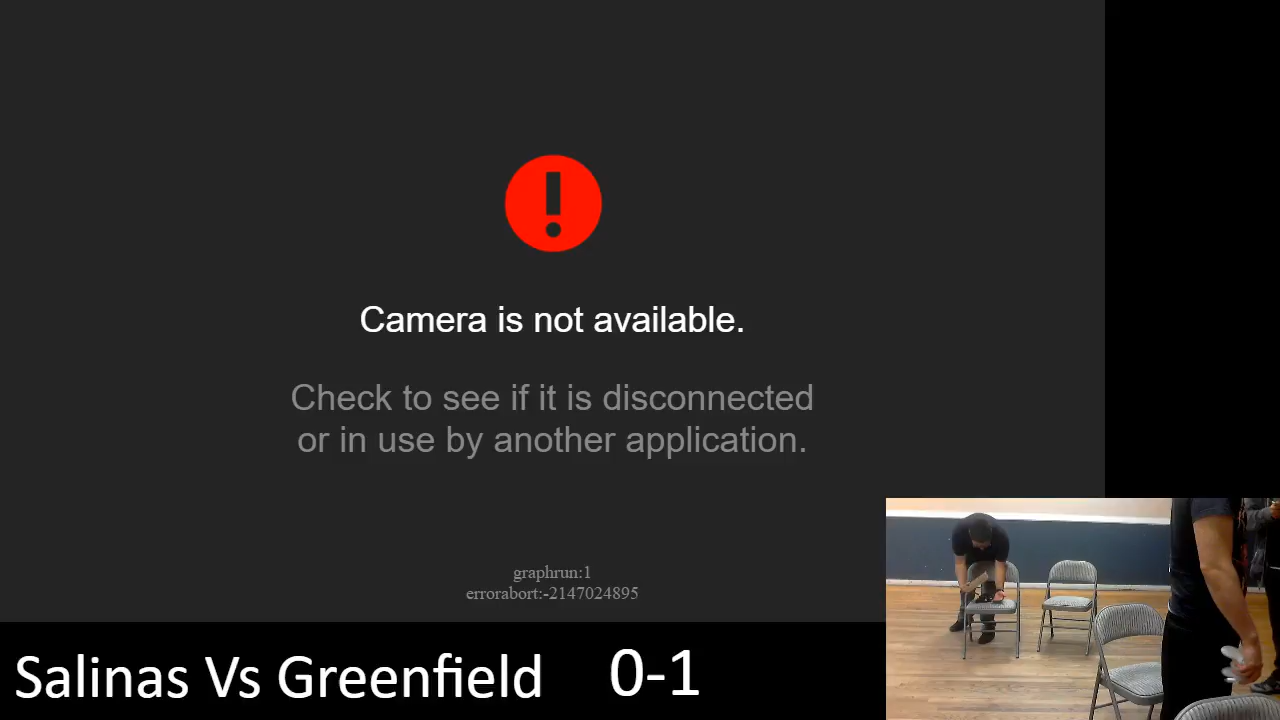 Camera is not available.
Check to see if it is disconnected
or in use by another application.
graphrun:1
errorabort:-2147024895
Salinas Vs Greenfield 0-1